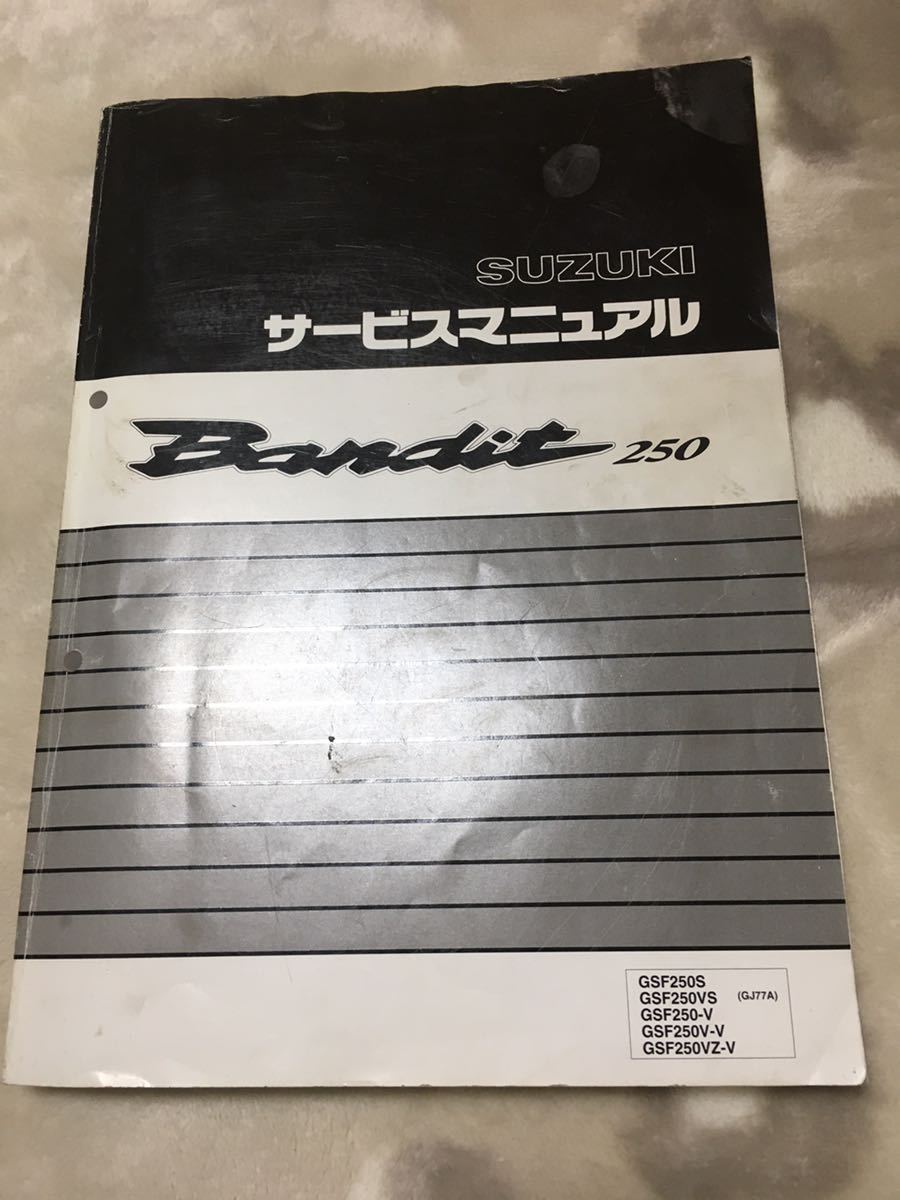 SUZUKI
サービスマニュアル
Bandit 250
GSF250S
GSF250VS (GJ77A)
GSF250-V
GSF250V-V
GSF250VZ-V